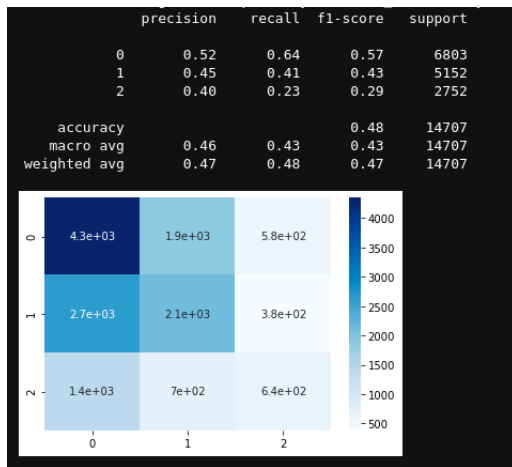 precision recall f1-score support
0 0.52 0.64 0.57 6803
1 0.45 0.41 0.43 5152
2 0.40 0.23 0.29 2752
accuracy 0.48 14707
macro avg 0.46 0.43 0.43 14707
weighted avg 0.47 0.48 0.47 14707
0 4.3e+03 1.9e+03 5.8e+02
1 2.7e+03 2.1e+03 3.8e+02
2 1.4e+03 7e+02 6.4e+02
0 1 2
4000
3500
3000
2500
2000
1500
1000
500